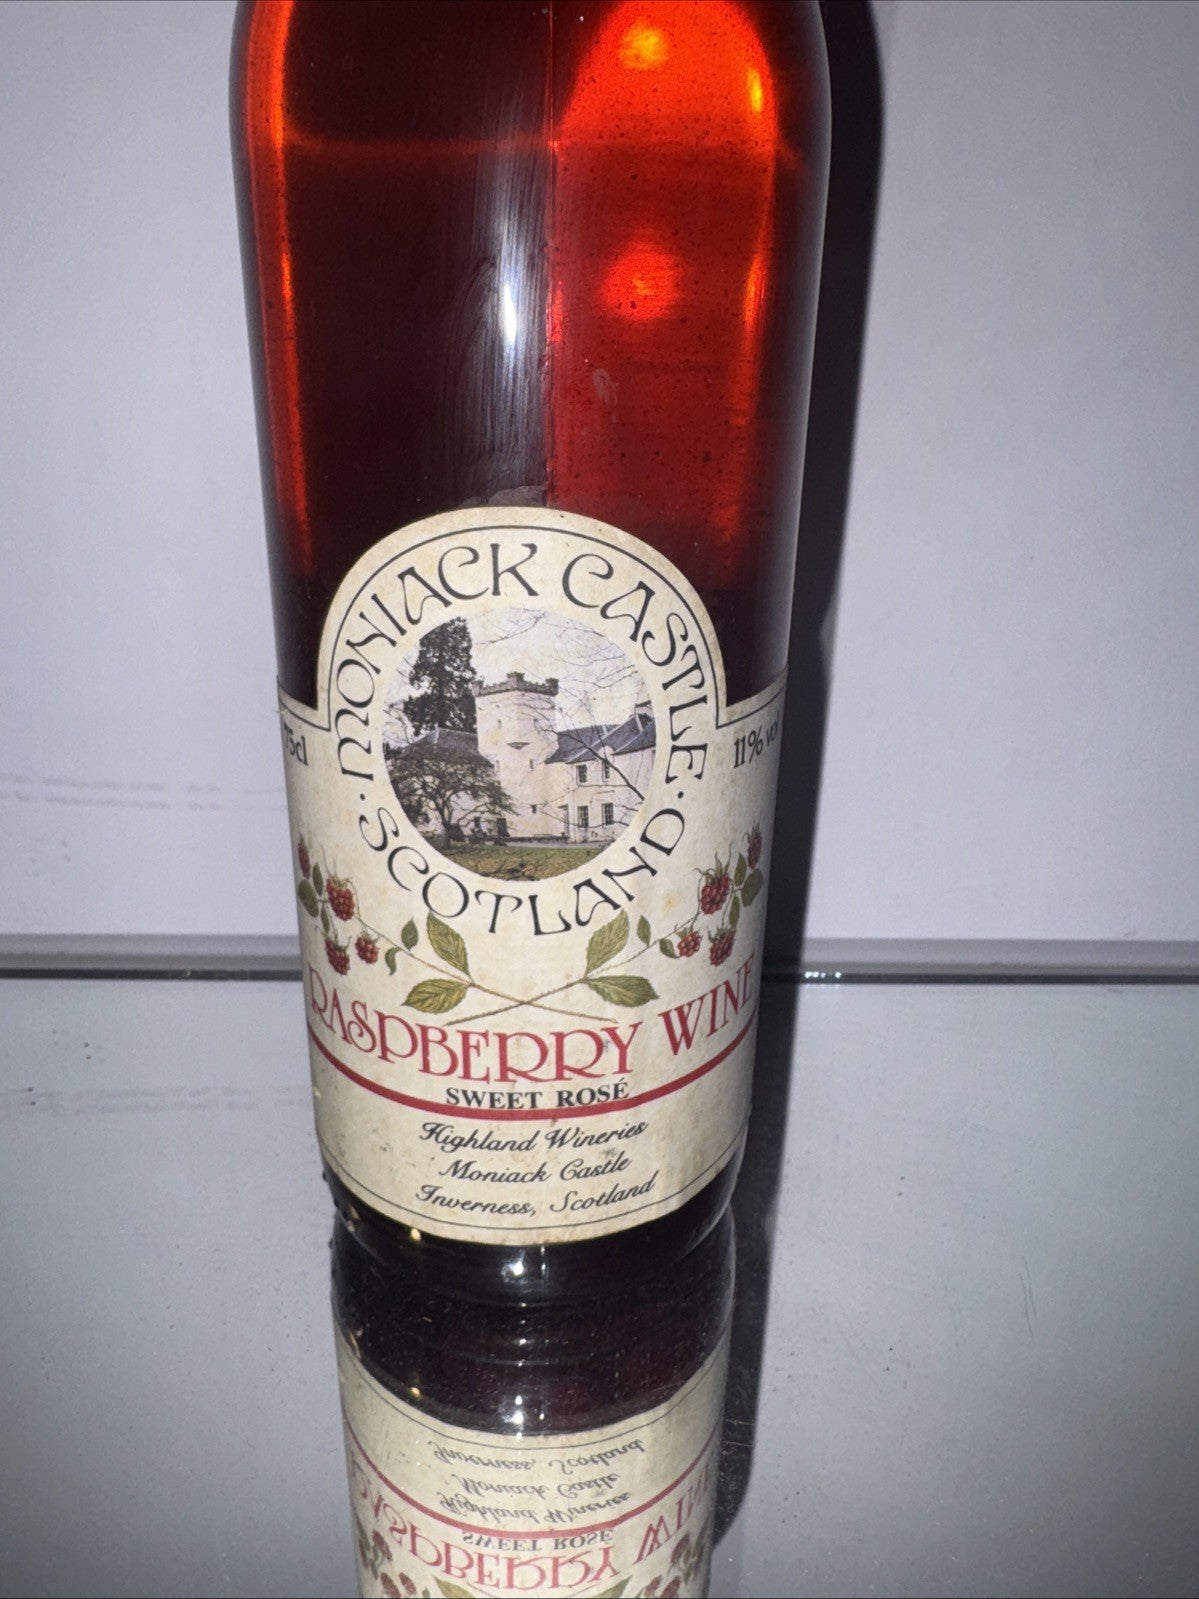 MONIACK CASTLE
· SCOTLAND ·
75cl
11% vol
RASPBERRY WINE
SWEET ROSÉ
Highland Wineries
Moniack Castle
Inverness, Scotland